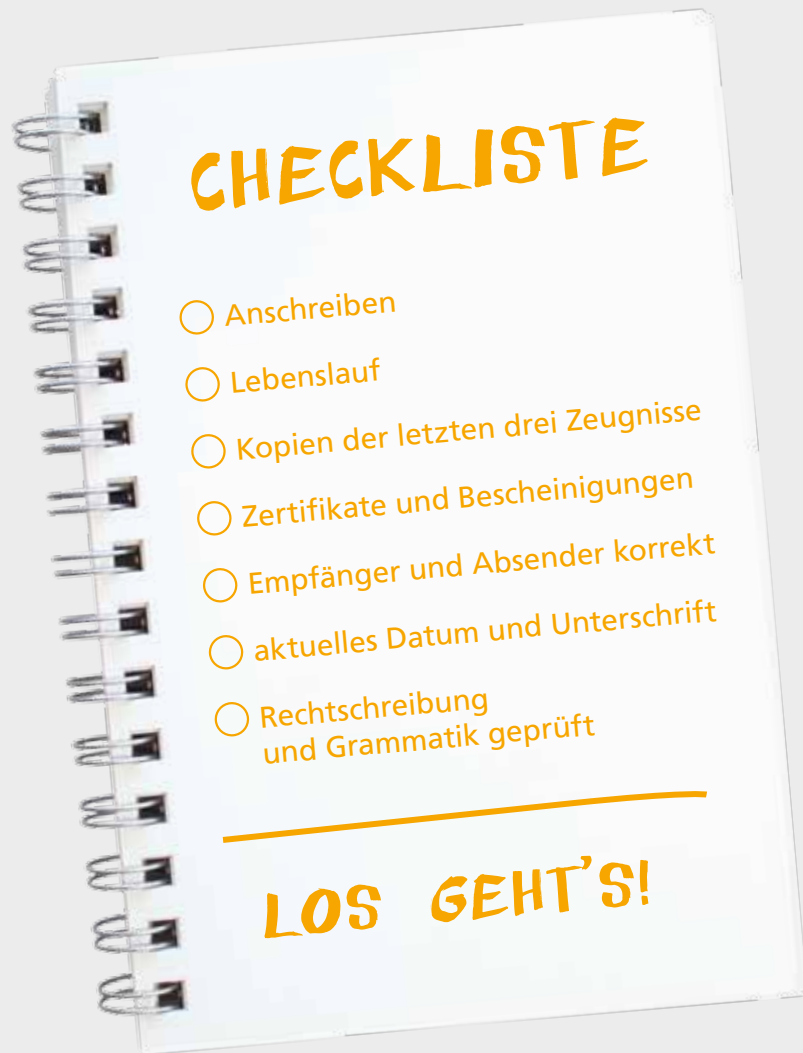 CHECKLISTE
Anschreiben
Lebenslauf
Kopien der letzten drei Zeugnisse
Zertifikate und Bescheinigungen
Empfänger und Absender korrekt
aktuelles Datum und Unterschrift
Rechtschreibung
und Grammatik geprüft
LOS GEHT'S!